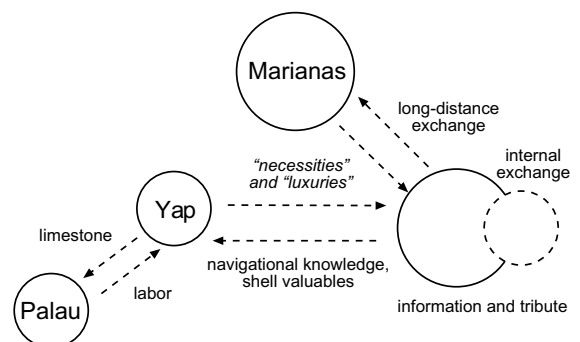 Marianas
long-distance
exchange
internal
exchange
“necessities”
and “luxuries”
Yap
limestone
navigational knowledge,
shell valuables
labor
Palau
information and tribute